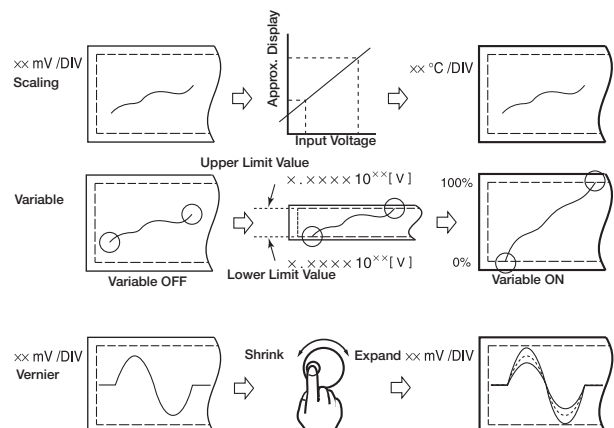 ×× mV /DIV
Scaling
Approx. Display
Input Voltage
×× °C /DIV
Variable
Variable OFF
Upper Limit Value
×.×××× 10×× [ V ]
Lower Limit Value
×.×××× 10×× [ V ]
100%
0%
Variable ON
×× mV /DIV
Vernier
Shrink
Expand
×× mV /DIV